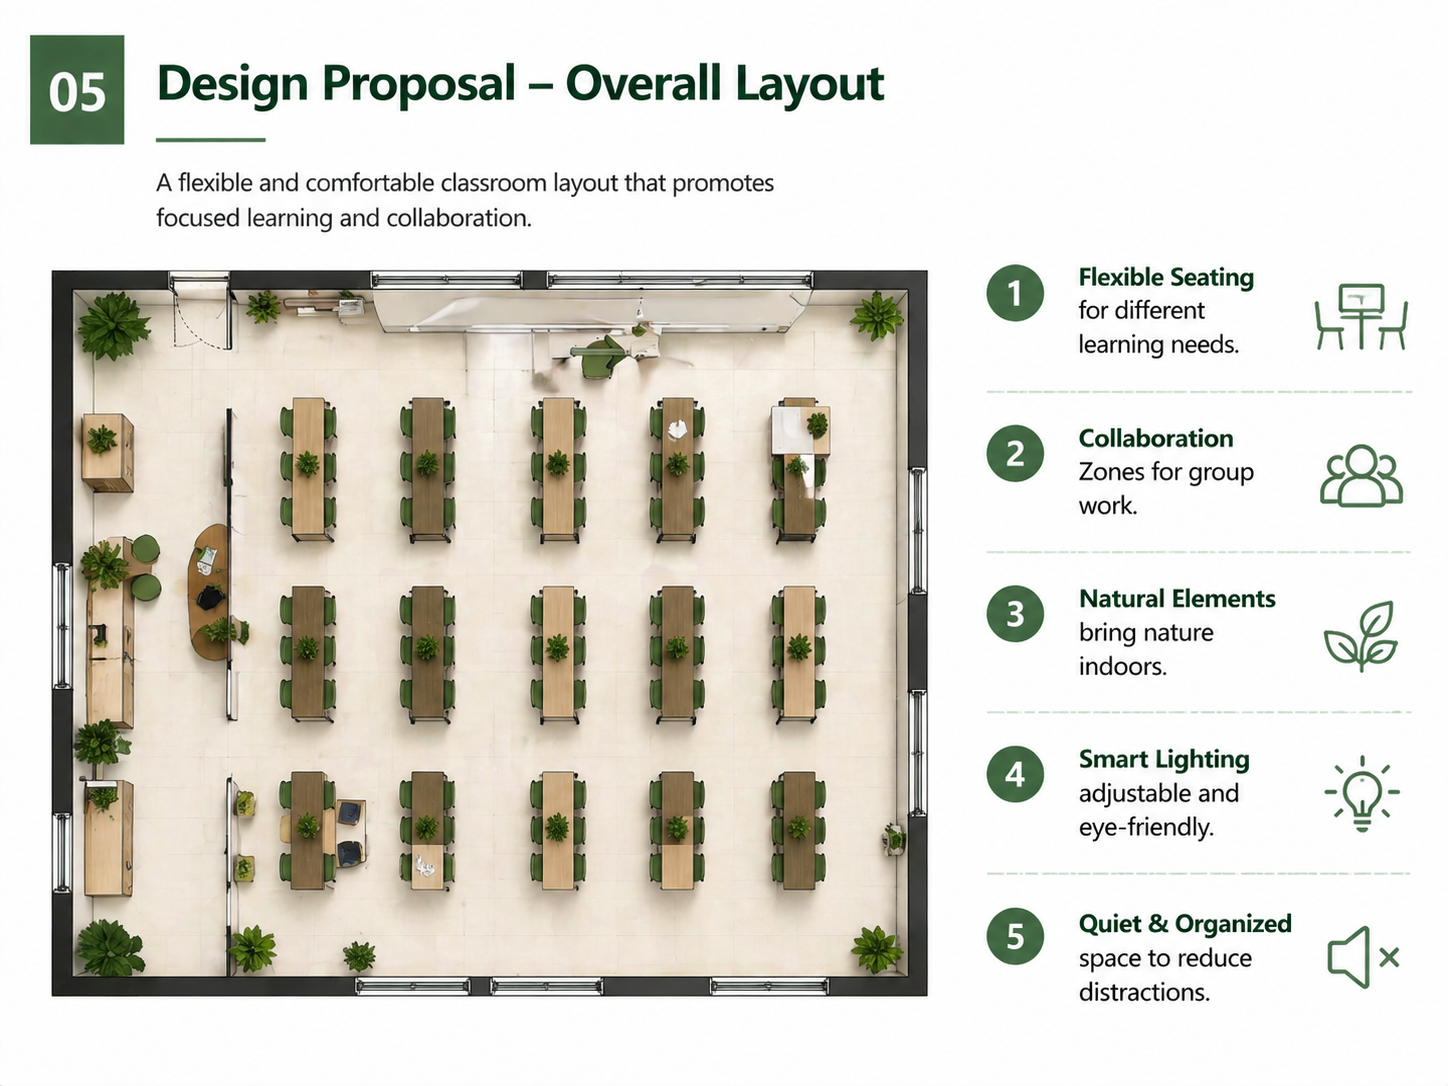 05
Design Proposal – Overall Layout
A flexible and comfortable classroom layout that promotes
focused learning and collaboration.
1
Flexible Seating
for different
learning needs.
2
Collaboration
Zones for group
work.
3
Natural Elements
bring nature
indoors.
4
Smart Lighting
adjustable and
eye-friendly.
5
Quiet & Organized
space to reduce
distractions.